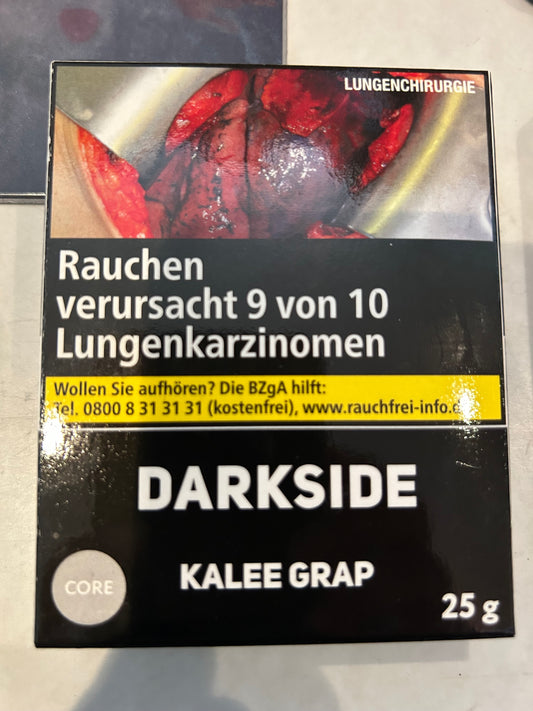 LUNGENCHIRURGIE
Rauchen
verursacht 9 von 10
Lungenkarzinomen
Wollen Sie aufhören? Die BZgA hilft:
Tel. 0800 8 31 31 31 (kostenfrei), www.rauchfrei-info.de
DARKSIDE
KALEE GRAP
CORE
25 g